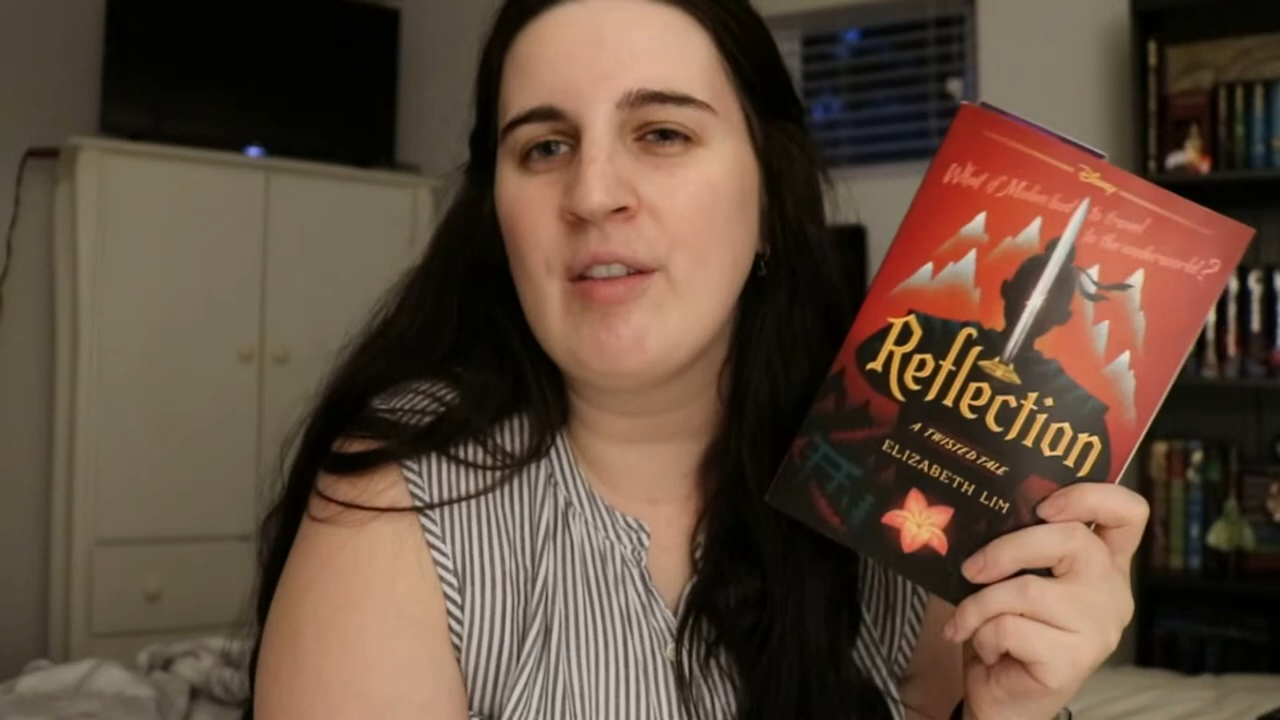 Disney
What if Mulan had to travel
to the underworld?
Reflection
A TWISTED TALE
ELIZABETH LIM